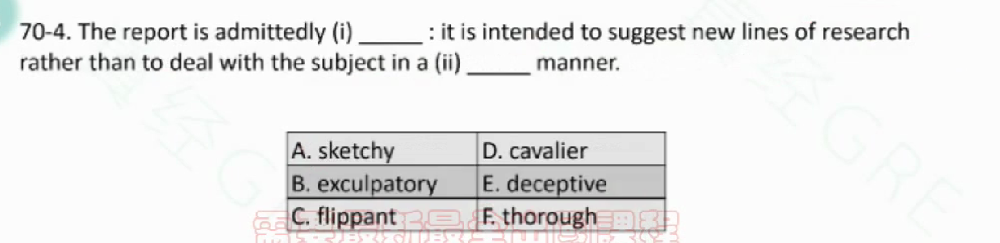 70-4. The report is admittedly (i) _____ : it is intended to suggest new lines of research
rather than to deal with the subject in a (ii) _____ manner.
A. sketchy
D. cavalier
B. exculpatory
E. deceptive
C. flippant
F. thorough
GRE